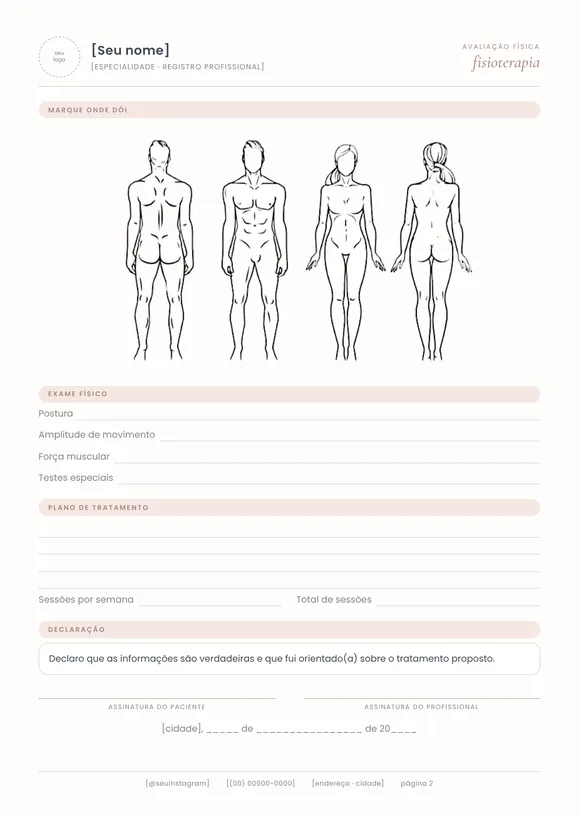 seu
logo
[Seu nome]
[ESPECIALIDADE · REGISTRO PROFISSIONAL]
AVALIAÇÃO FÍSICA
fisioterapia
MARQUE ONDE DÓI
EXAME FÍSICO
Postura
Amplitude de movimento
Força muscular
Testes especiais
PLANO DE TRATAMENTO
Sessões por semana
Total de sessões
DECLARAÇÃO
Declaro que as informações são verdadeiras e que fui orientado(a) sobre o tratamento proposto.
ASSINATURA DO PACIENTE
ASSINATURA DO PROFISSIONAL
[cidade], _____ de ________________ de 20____
[@seuinstagram] [(00) 00000-0000] [endereço · cidade] página 2